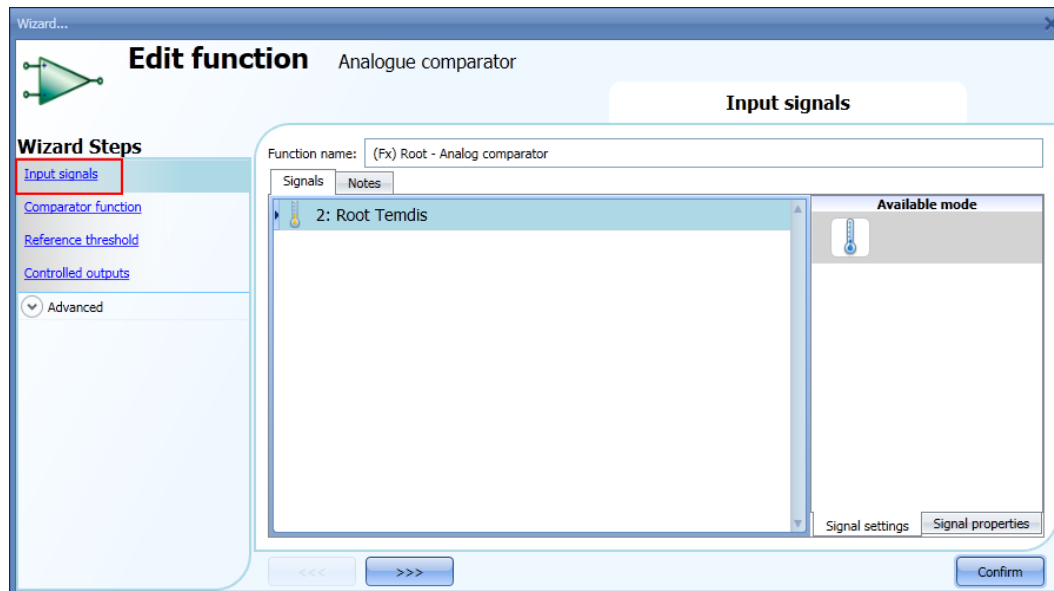 Wizard...
Edit function Analogue comparator
Input signals
Wizard Steps
Input signals
Comparator function
Reference threshold
Controlled outputs
Advanced
Function name: (Fx) Root - Analog comparator
Signals Notes
2: Root Temdis
Available mode
Signal settings Signal properties
<<< >>> Confirm